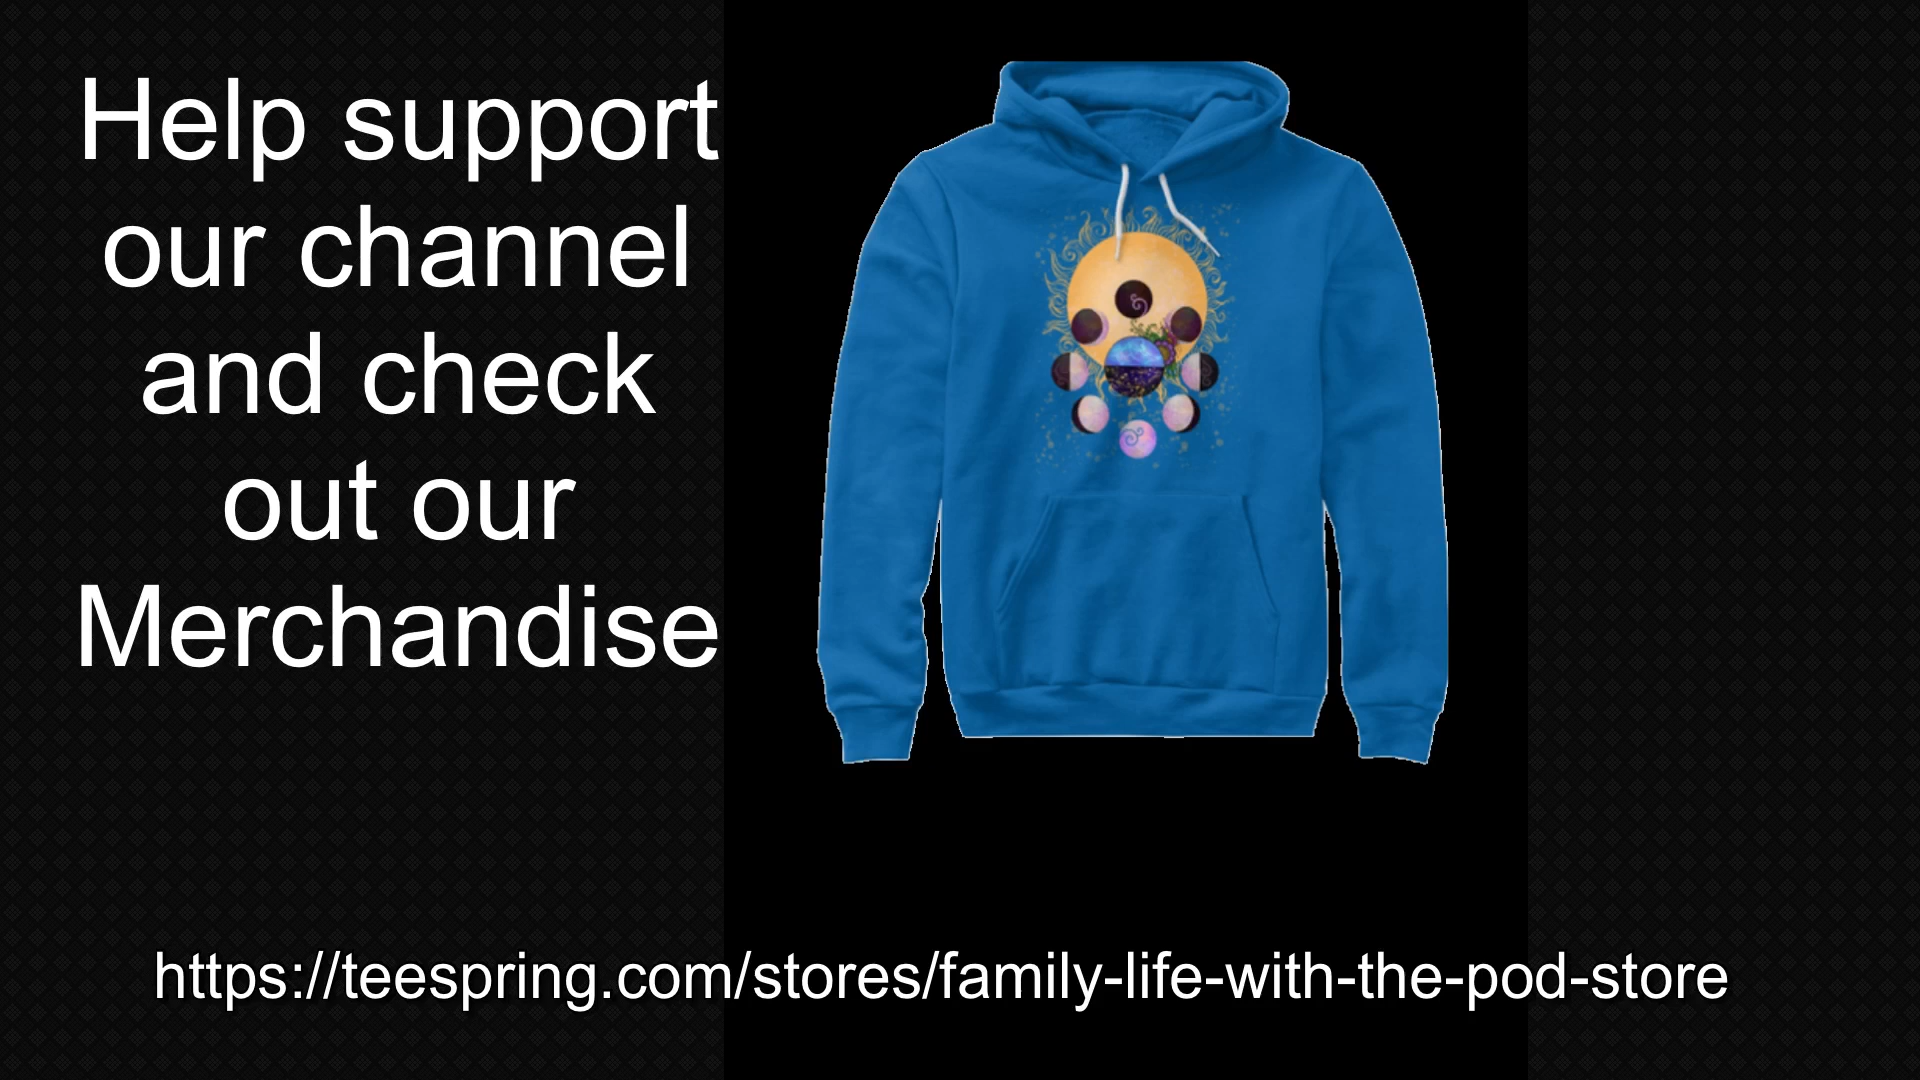 Help support
our channel
and check
out our
Merchandise
https://teespring.com/stores/family-life-with-the-pod-store